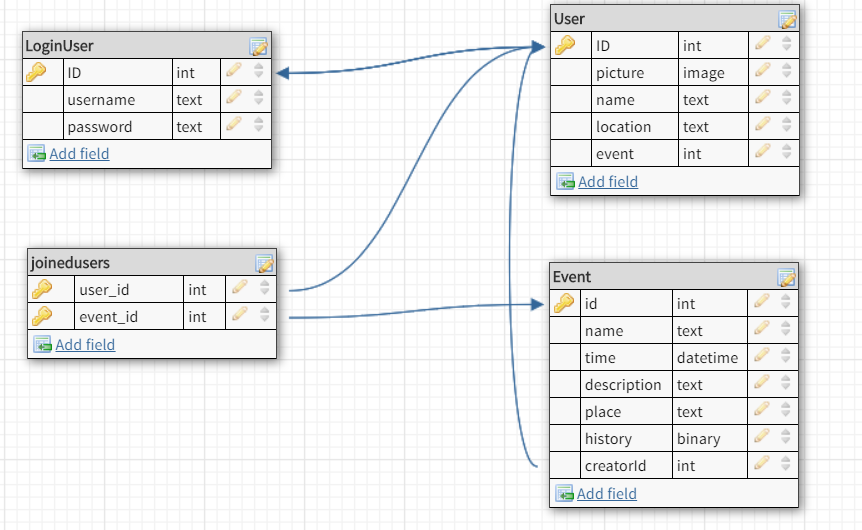 LoginUser
ID int
username text
password text
Add field
User
ID int
picture image
name text
location text
event int
Add field
joinedusers
user_id int
event_id int
Add field
Event
id int
name text
time datetime
description text
place text
history binary
creatorId int
Add field